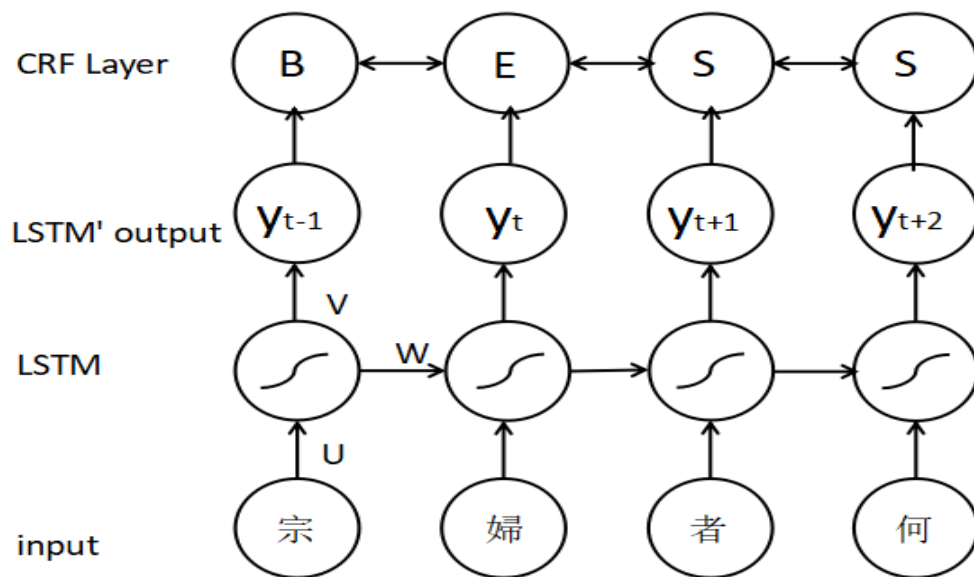 CRF Layer B E S S
LSTM' output yt-1 yt yt+1 yt+2
V
LSTM W
U
input 宗 婦 者 何